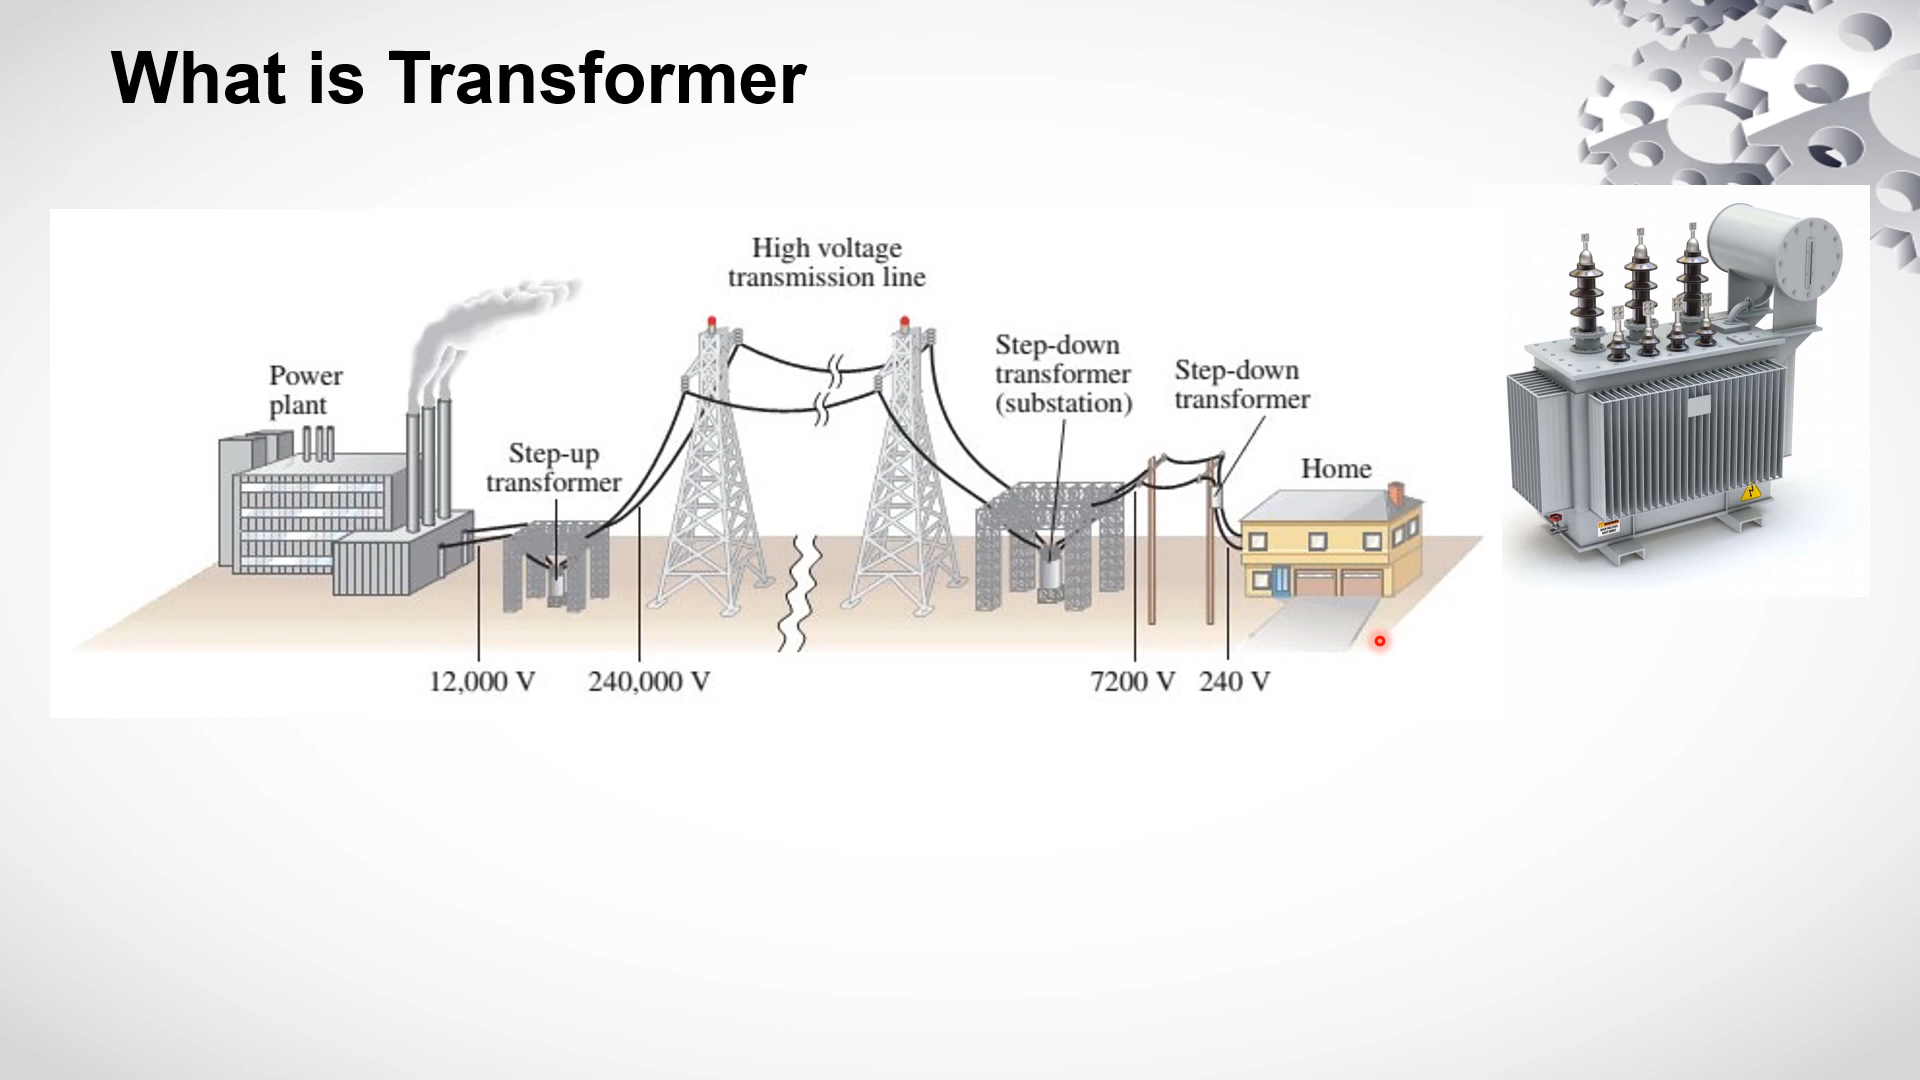 What is Transformer
High voltage
transmission line
Power
plant
Step-up
transformer
Step-down
transformer
(substation)
Step-down
transformer
Home
12,000 V
240,000 V
7200 V
240 V